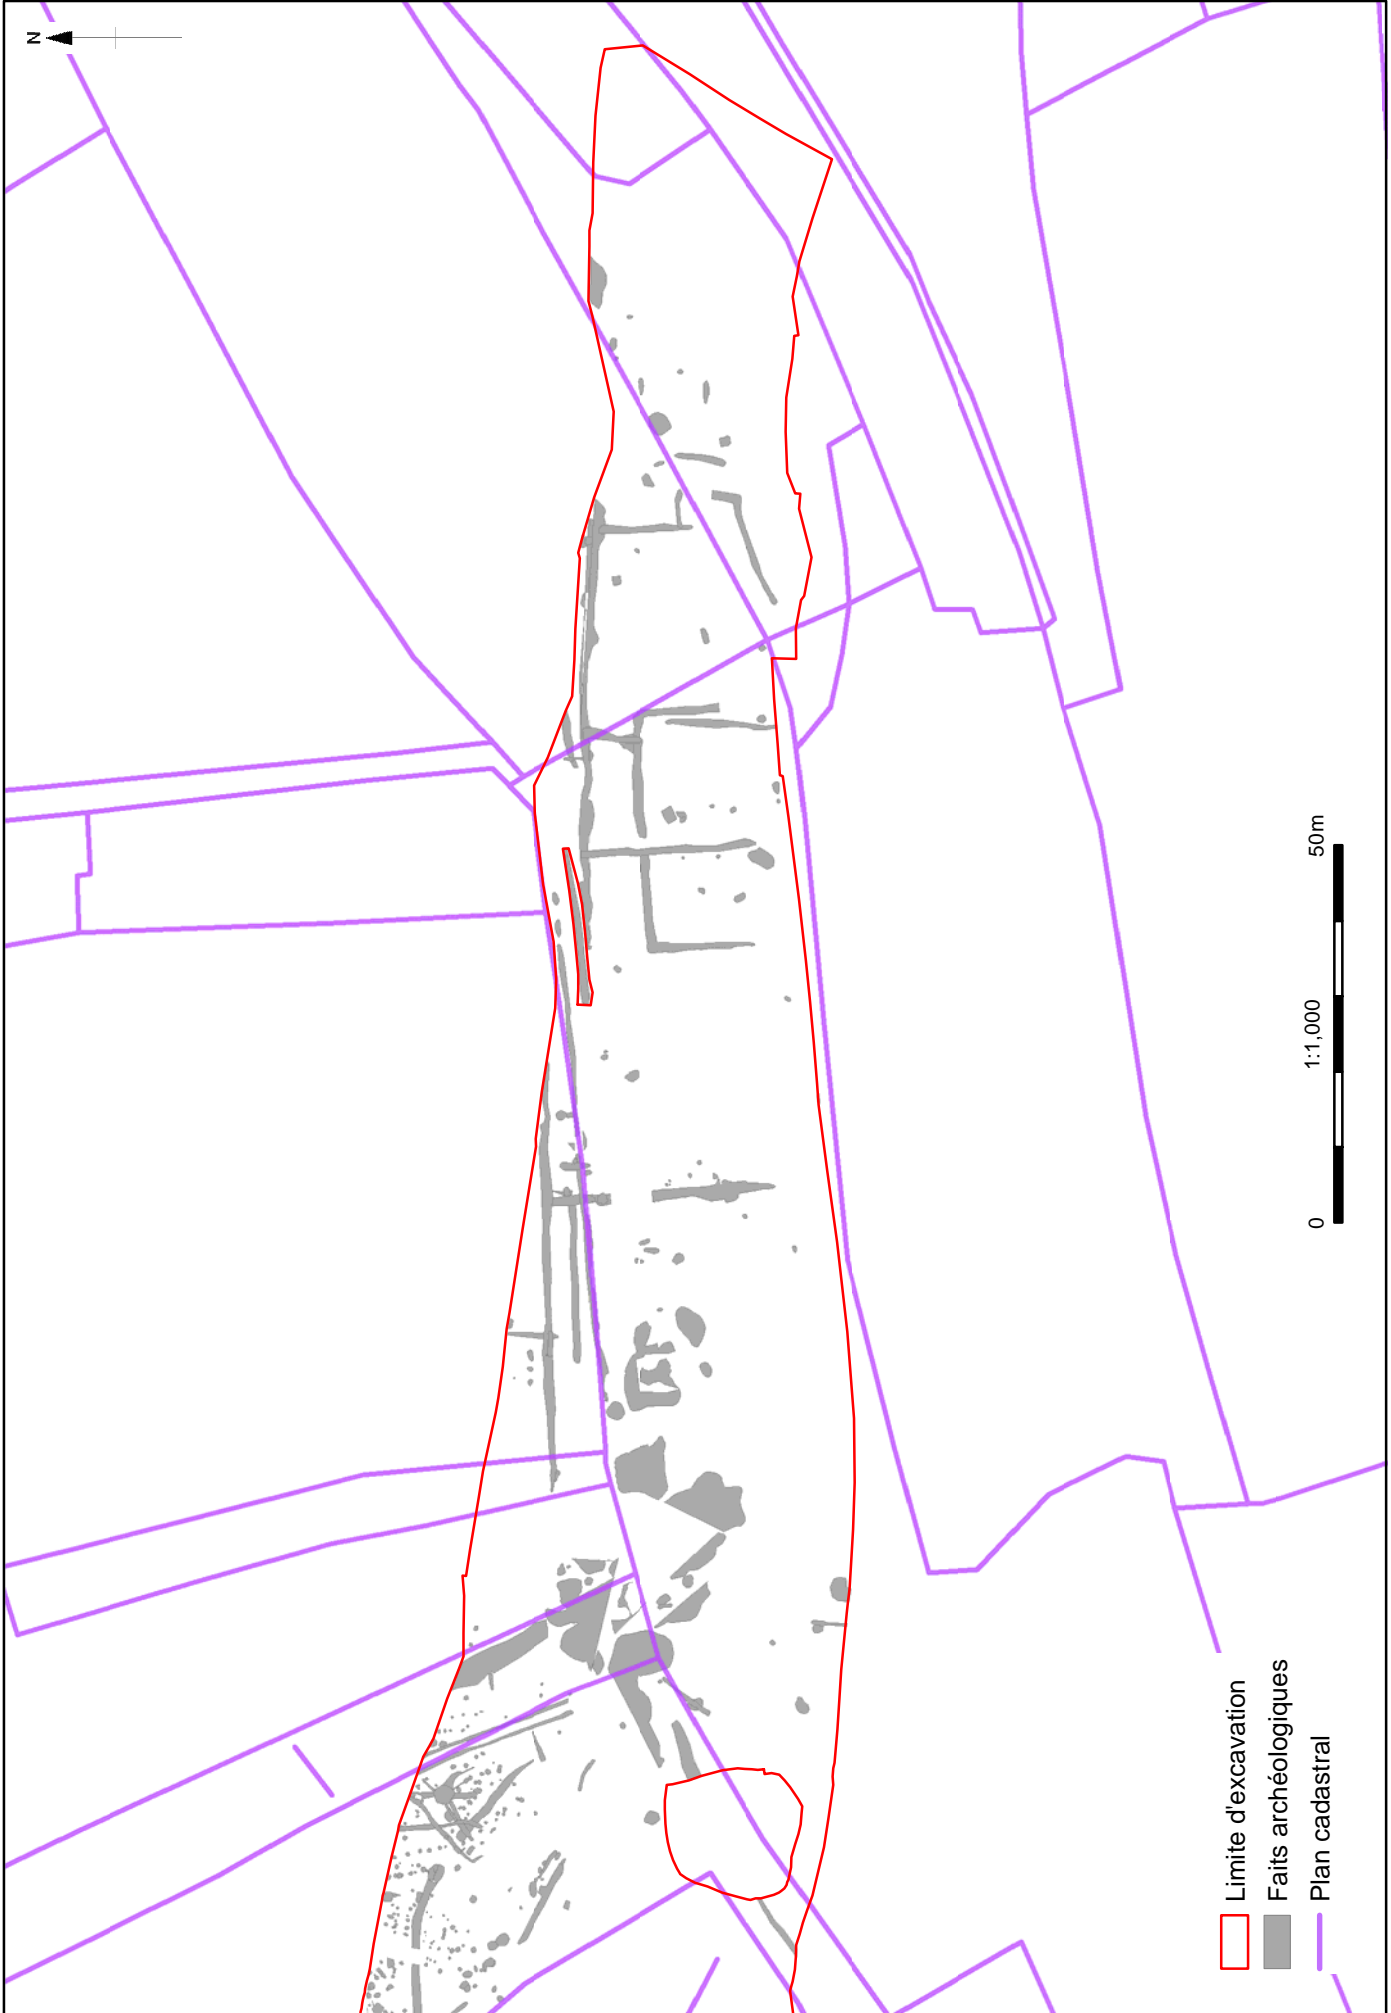 N
0
1:1,000
50m
Limite d'excavation
Faits archéologiques
Plan cadastral